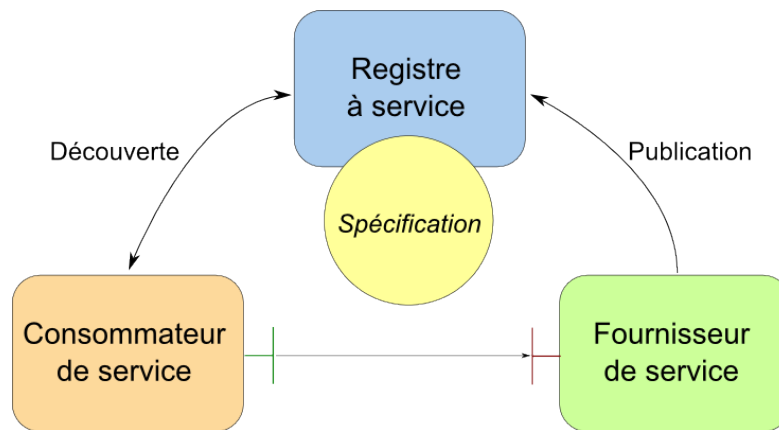 Registre
à service
Découverte
Publication
Spécification
Consommateur
de service
Fournisseur
de service